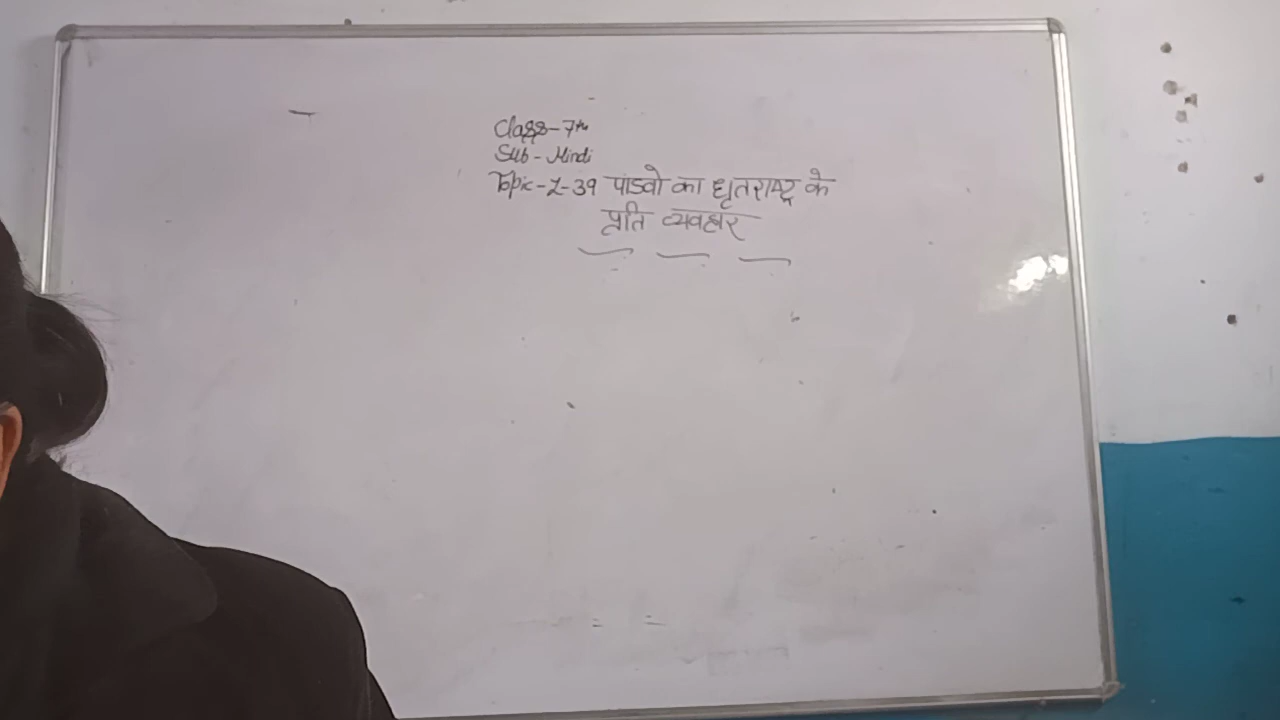 Class-7th
Sub - Hindi
Topic-L-39 पांडवो का धृतराष्ट्र के
प्रति व्यवहार